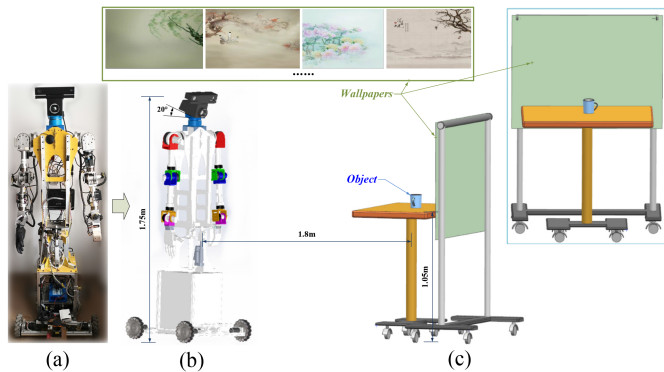 ......
Wallpapers
20°
Object
1.75m
1.8m
1.05m
(a)
(b)
(c)